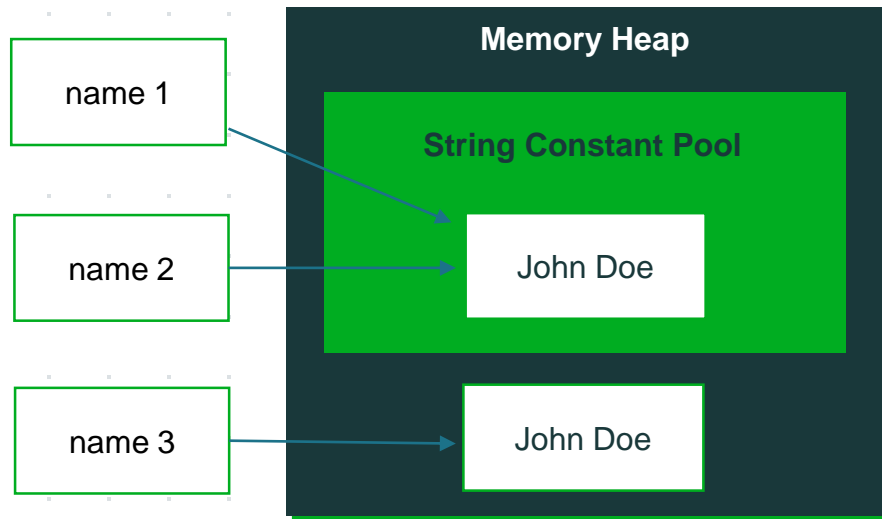 Memory Heap
name 1
String Constant Pool
name 2
John Doe
name 3
John Doe